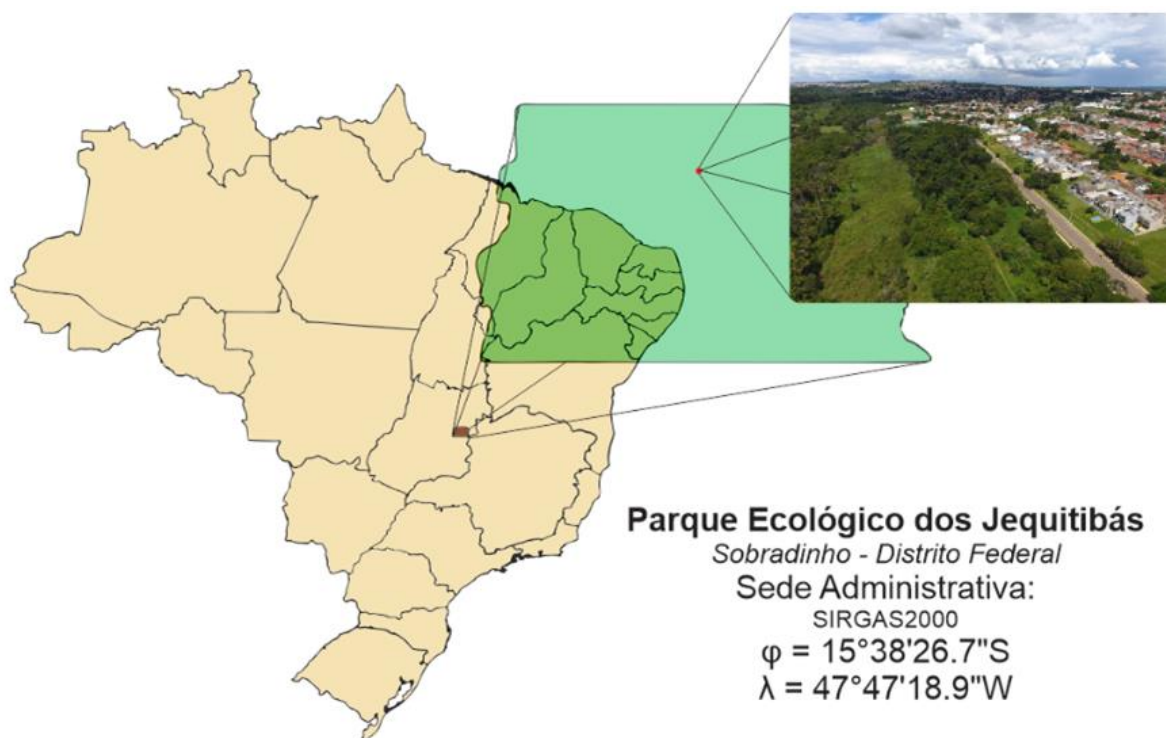 Parque Ecológico dos Jequitibás
Sobradinho - Distrito Federal
Sede Administrativa:
SIRGAS2000
φ = 15°38'26.7"S
λ = 47°47'18.9"W